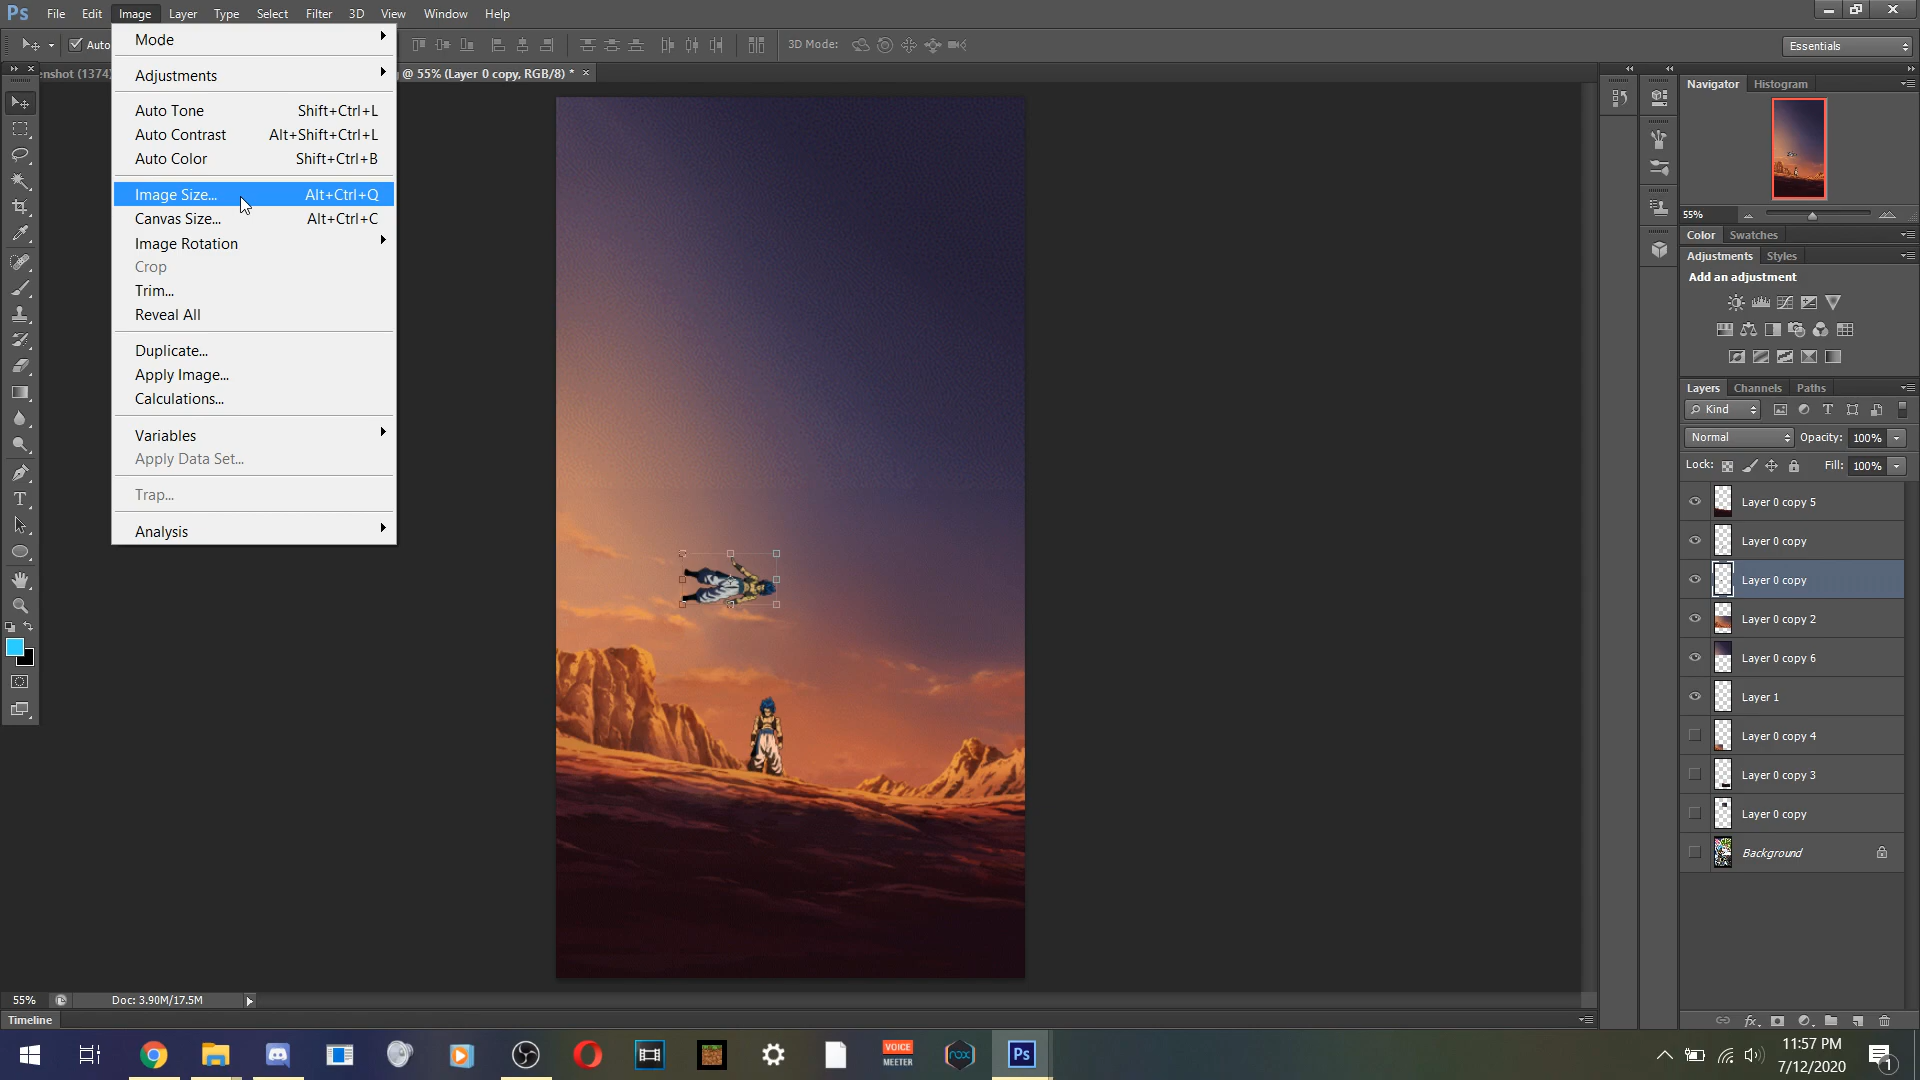 Ps File Edit Image Layer Type Select Filter 3D View Window Help
Auto 3D Mode: Essentials
enshot (1374) @ 55% (Layer 0 copy, RGB/8) * ×
Mode
Adjustments
Auto Tone Shift+Ctrl+L
Auto Contrast Alt+Shift+Ctrl+L
Auto Color Shift+Ctrl+B
Image Size... Alt+Ctrl+Q
Canvas Size... Alt+Ctrl+C
Image Rotation
Crop
Trim...
Reveal All
Duplicate...
Apply Image...
Calculations...
Variables
Apply Data Set...
Trap...
Analysis
Navigator Histogram
55%
Color Swatches
Adjustments Styles
Add an adjustment
Layers Channels Paths
Kind
Normal Opacity: 100%
Lock: Fill: 100%
Layer 0 copy 5
Layer 0 copy
Layer 0 copy
Layer 0 copy 2
Layer 0 copy 6
Layer 1
Layer 0 copy 4
Layer 0 copy 3
Layer 0 copy
Background
55% Doc: 3.90M/17.5M
Timeline
VOICE
MEETER
nox
Ps
11:57 PM
7/12/2020
1